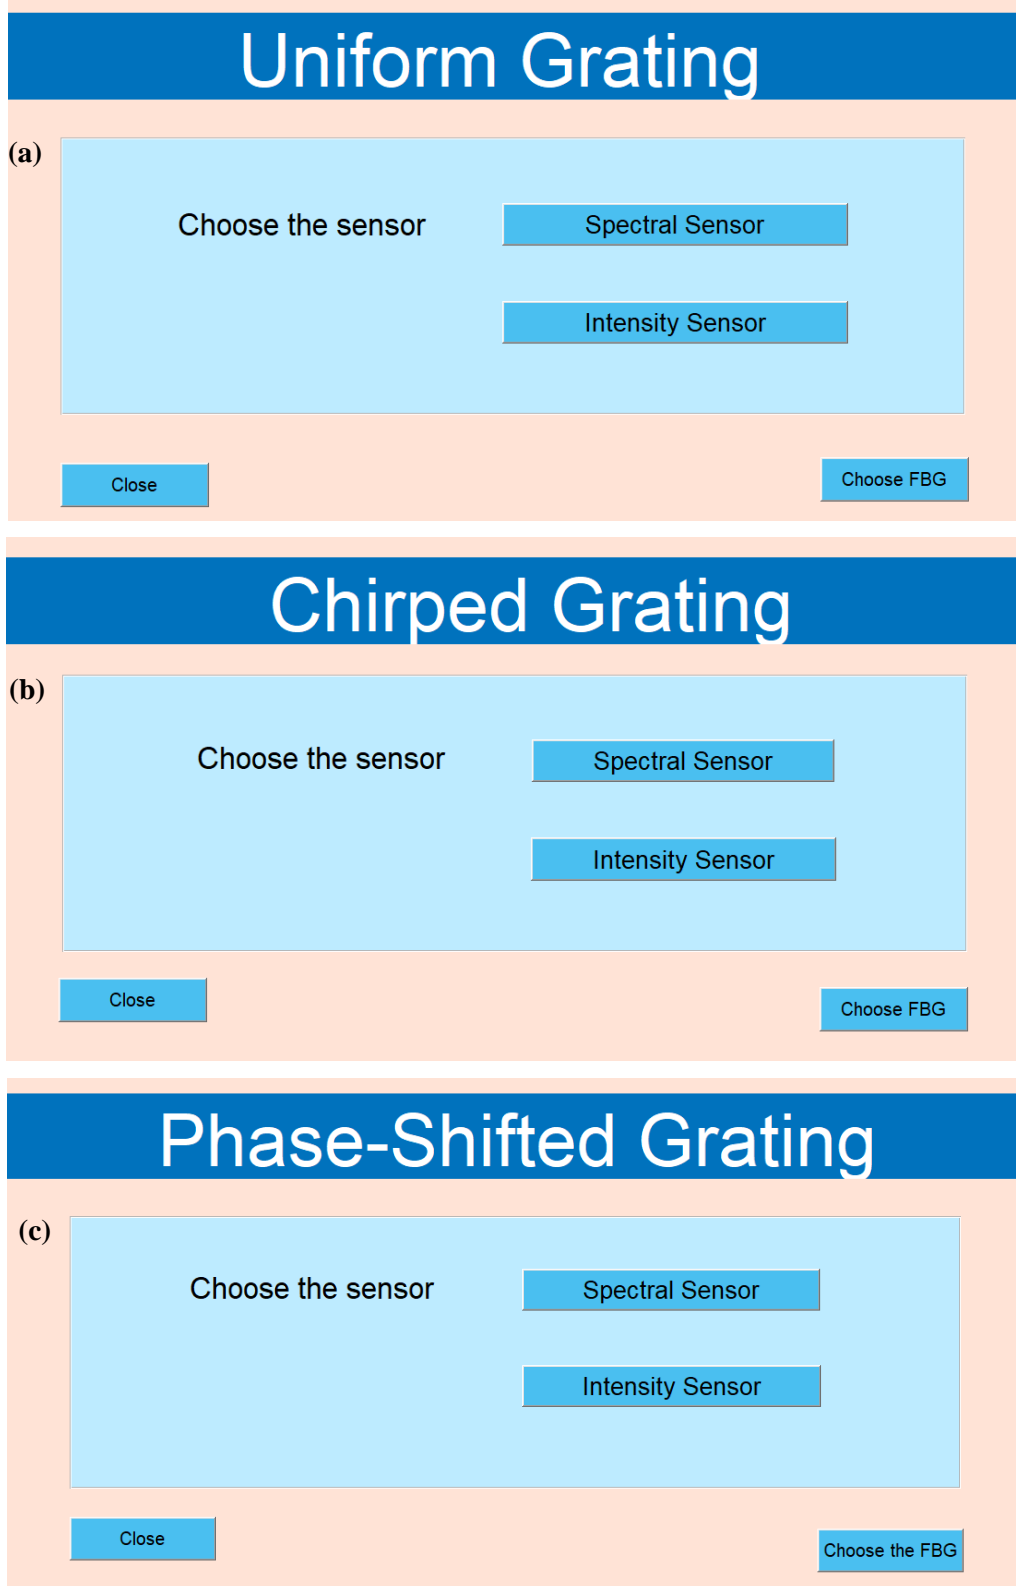 Uniform Grating
(a)
Choose the sensor
Spectral Sensor
Intensity Sensor
Close
Choose FBG
Chirped Grating
(b)
Choose the sensor
Spectral Sensor
Intensity Sensor
Close
Choose FBG
Phase-Shifted Grating
(c)
Choose the sensor
Spectral Sensor
Intensity Sensor
Close
Choose the FBG